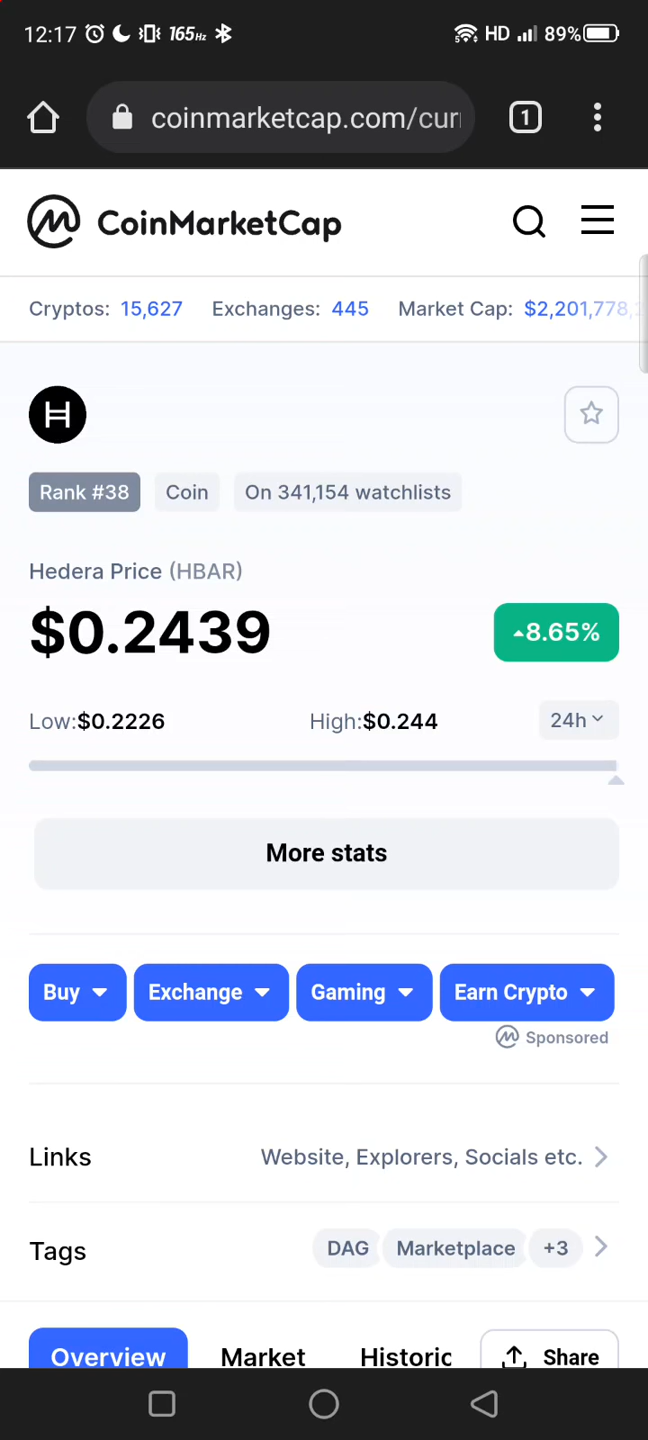 12:17 165Hz HD 89%
coinmarketcap.com/cur
1
CoinMarketCap
Cryptos: 15,627 Exchanges: 445 Market Cap: $2,201,778,
Rank #38 Coin On 341,154 watchlists
Hedera Price (HBAR)
$0.2439 8.65%
Low:$0.2226 High:$0.244 24h
More stats
Buy Exchange Gaming Earn Crypto
Sponsored
Links Website, Explorers, Socials etc.
Tags DAG Marketplace +3
Overview Market Historic Share